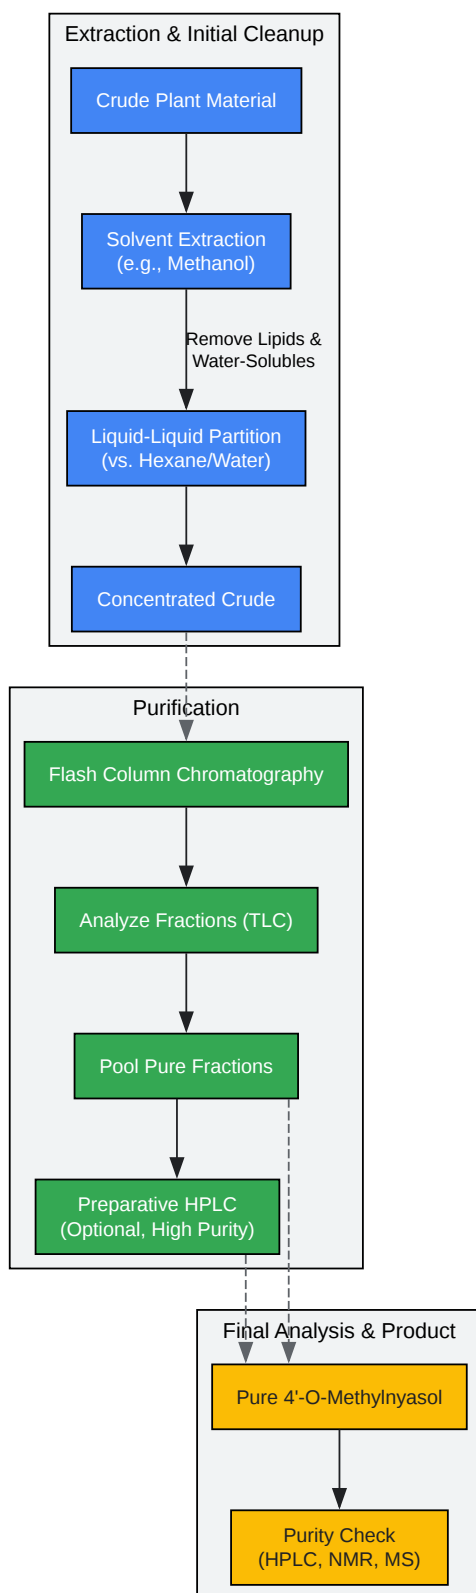 Extraction & Initial Cleanup
Crude Plant Material
Solvent Extraction
(e.g., Methanol)
Remove Lipids &
Water-Solubles
Liquid-Liquid Partition
(vs. Hexane/Water)
Concentrated Crude
Purification
Flash Column Chromatography
Analyze Fractions (TLC)
Pool Pure Fractions
Preparative HPLC
(Optional, High Purity)
Final Analysis & Product
Pure 4'-O-Methylnyasol
Purity Check
(HPLC, NMR, MS)